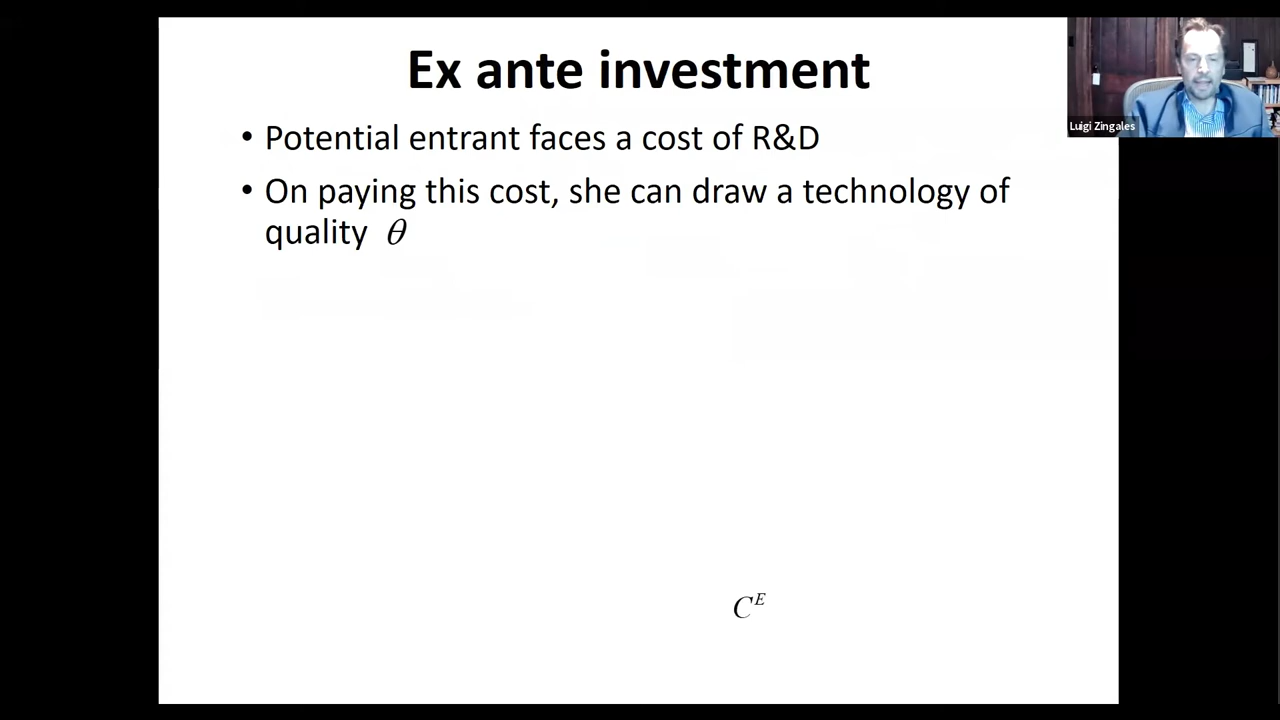 Ex ante investment
• Potential entrant faces a cost of R&D
• On paying this cost, she can draw a technology of
quality θ
C^E
Luigi Zingales